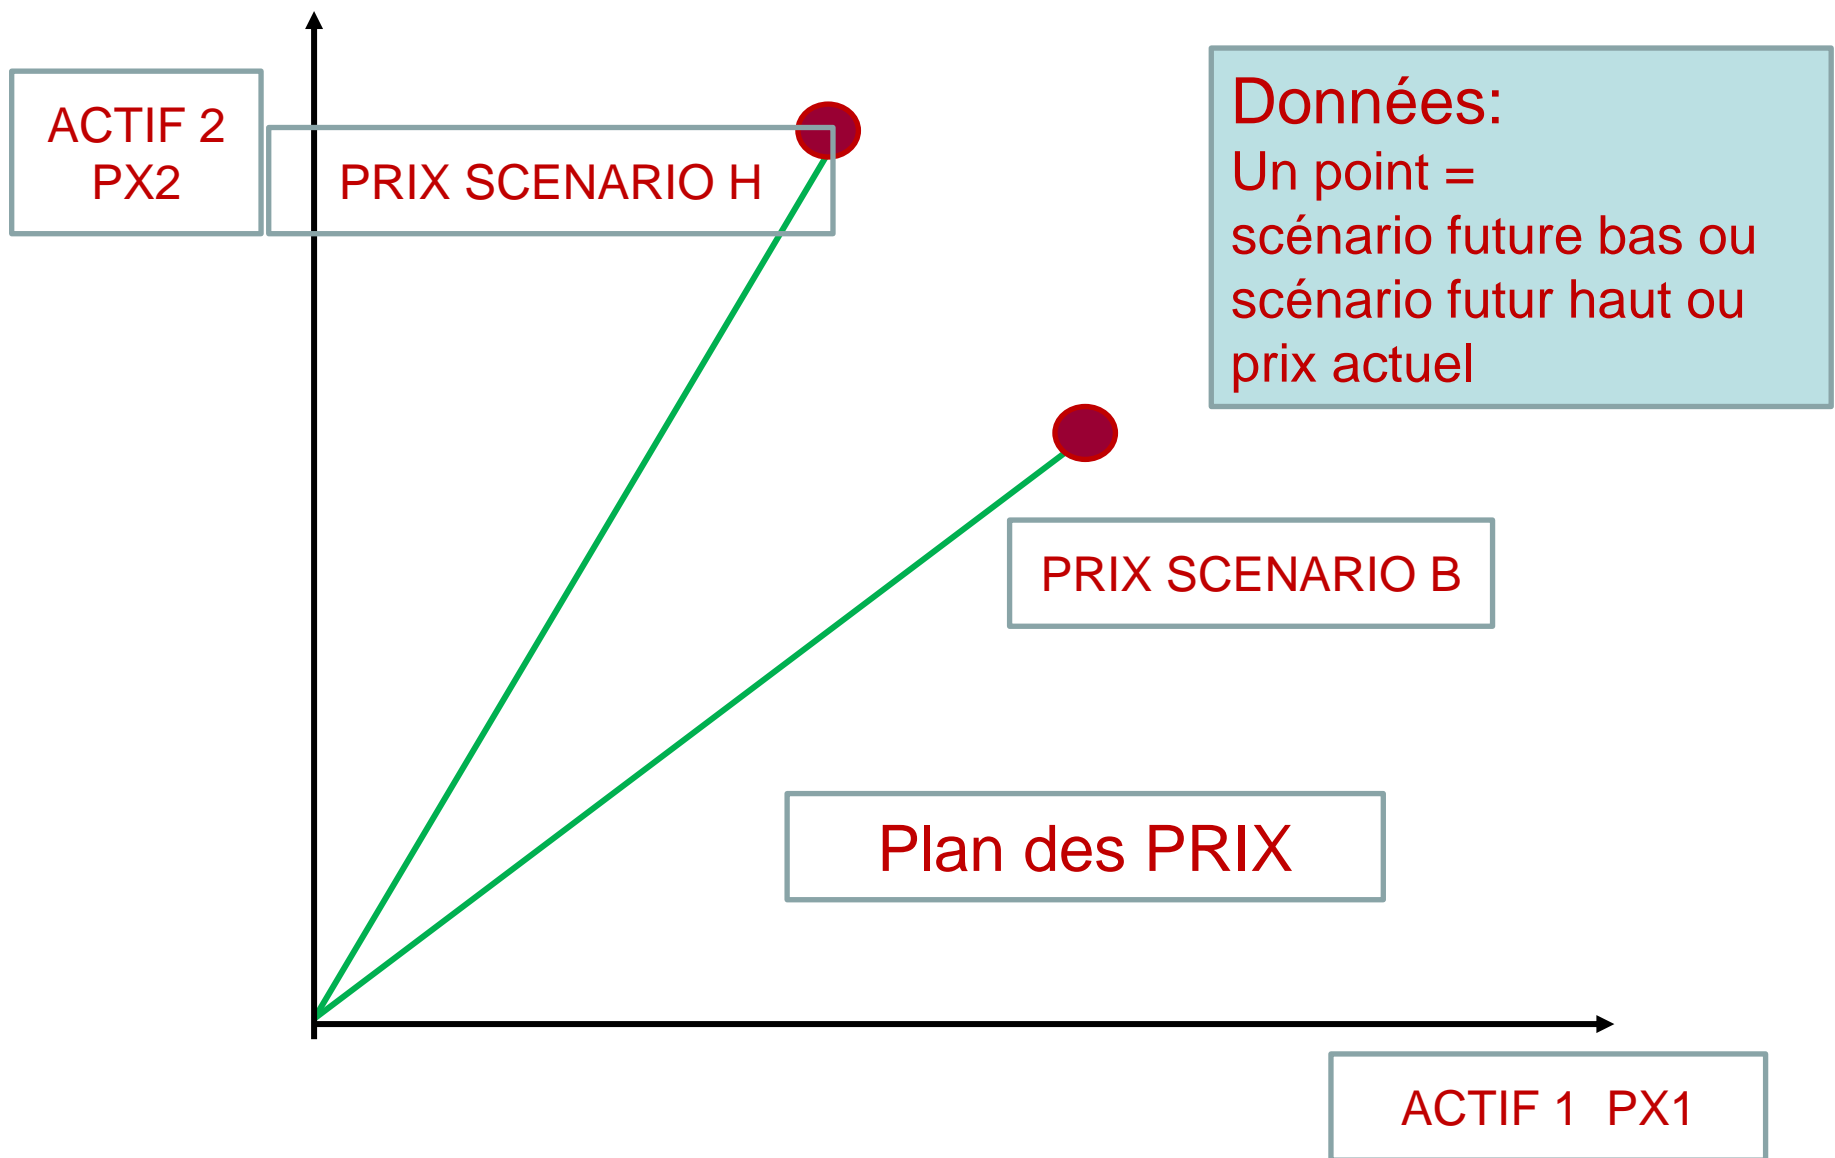 ACTIF 2
PX2
PRIX SCENARIO H
Données:
Un point =
scénario future bas ou
scénario futur haut ou
prix actuel
PRIX SCENARIO B
Plan des PRIX
ACTIF 1 PX1